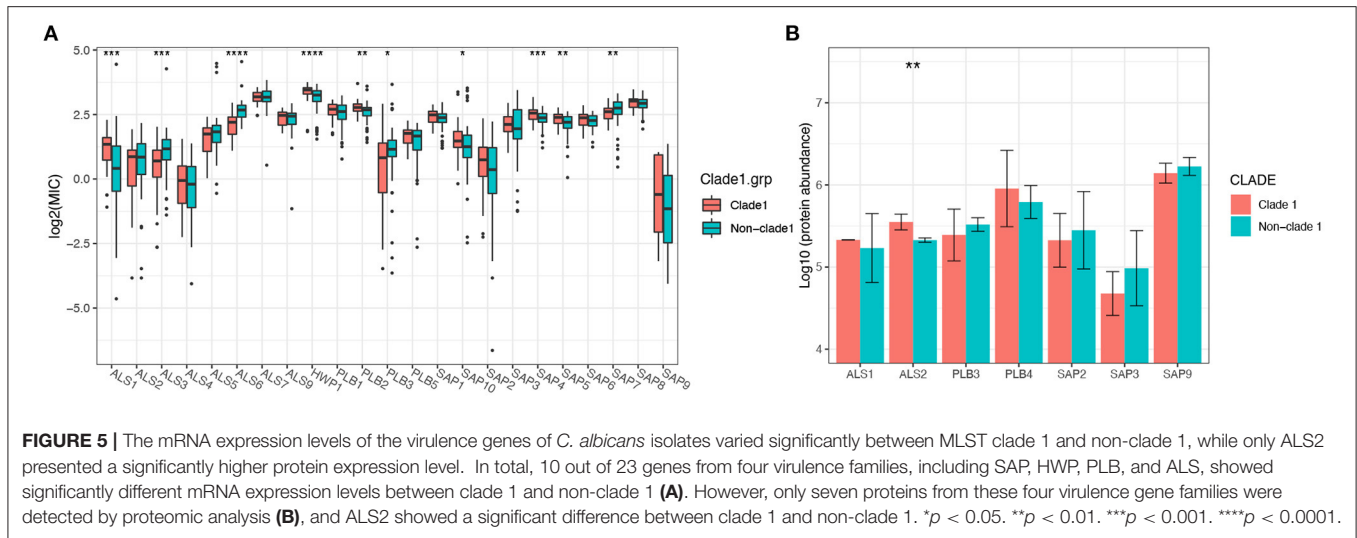 A
*** *** **** **** ** * * *** ** **
5.0
2.5
0.0
-2.5
-5.0
log2(MIC)
ALS1 ALS2 ALS3 ALS4 ALS5 ALS6 ALS7 ALS9 HWP1 PLB1 PLB2 PLB3 PLB5 SAP1 SAP10 SAP2 SAP3 SAP4 SAP5 SAP6 SAP7 SAP8 SAP9
Clade1.grp
Clade1
Non-clade1
B
**
7
6
5
4
Log10 (protein abundance)
ALS1 ALS2 PLB3 PLB4 SAP2 SAP3 SAP9
CLADE
Clade 1
Non-clade 1
FIGURE 5 | The mRNA expression levels of the virulence genes of C. albicans isolates varied significantly between MLST clade 1 and non-clade 1, while only ALS2
presented a significantly higher protein expression level. In total, 10 out of 23 genes from four virulence families, including SAP, HWP, PLB, and ALS, showed
significantly different mRNA expression levels between clade 1 and non-clade 1 (A). However, only seven proteins from these four virulence gene families were
detected by proteomic analysis (B), and ALS2 showed a significant difference between clade 1 and non-clade 1. *p < 0.05. **p < 0.01. ***p < 0.001. ****p < 0.0001.